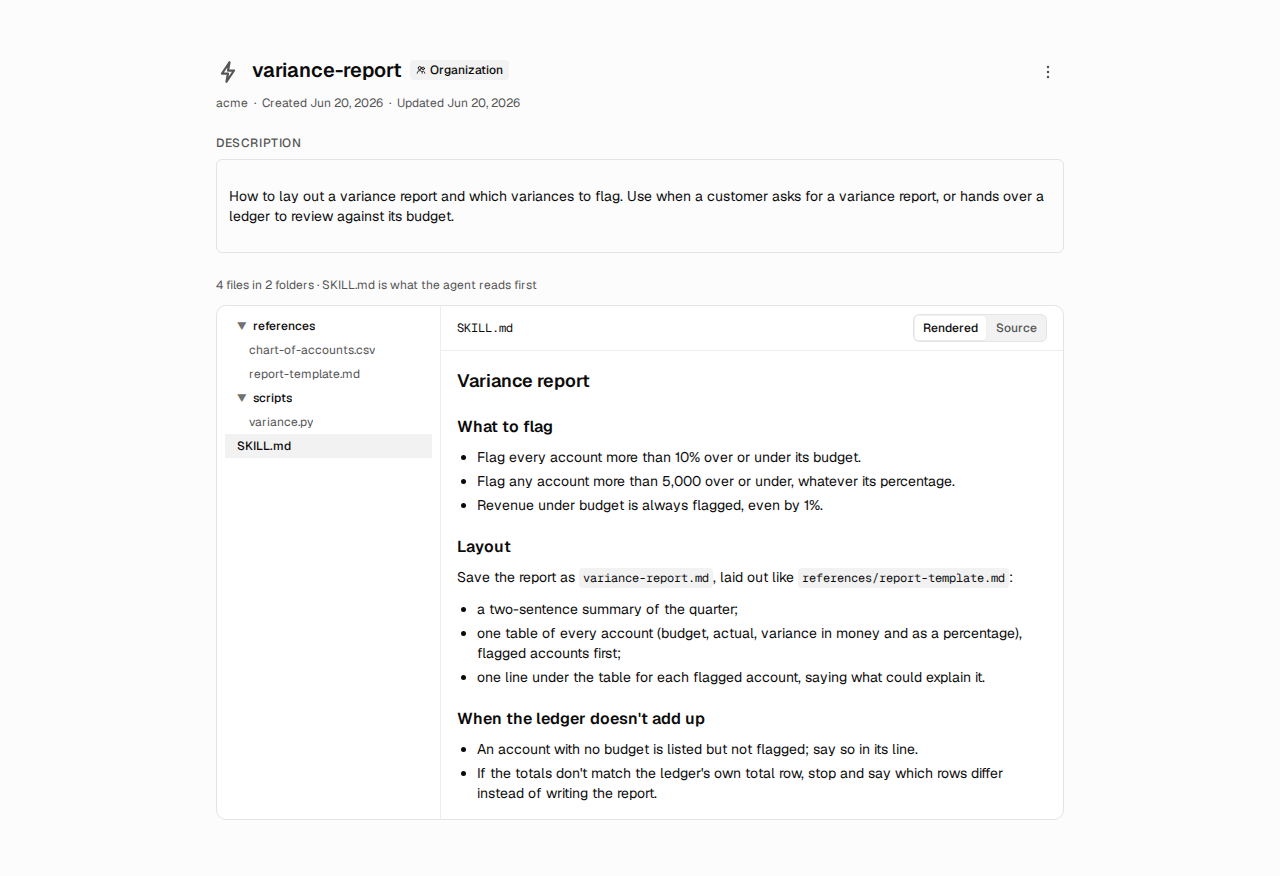 variance-report
Organization
acme · Created Jun 20, 2026 · Updated Jun 20, 2026
DESCRIPTION
How to lay out a variance report and which variances to flag. Use when a customer asks for a variance report, or hands over a
ledger to review against its budget.
4 files in 2 folders · SKILL.md is what the agent reads first
references
chart-of-accounts.csv
report-template.md
scripts
variance.py
SKILL.md
SKILL.md
Rendered
Source
Variance report
What to flag
Flag every account more than 10% over or under its budget.
Flag any account more than 5,000 over or under, whatever its percentage.
Revenue under budget is always flagged, even by 1%.
Layout
Save the report as variance-report.md, laid out like references/report-template.md:
a two-sentence summary of the quarter;
one table of every account (budget, actual, variance in money and as a percentage),
flagged accounts first;
one line under the table for each flagged account, saying what could explain it.
When the ledger doesn't add up
An account with no budget is listed but not flagged; say so in its line.
If the totals don't match the ledger's own total row, stop and say which rows differ
instead of writing the report.